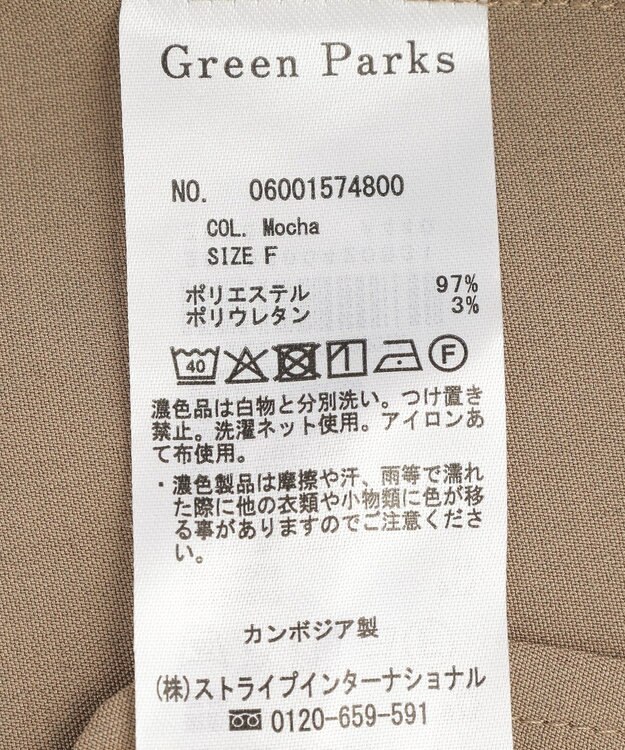 Green Parks
NO. 06001574800
COL. Mocha
SIZE F
ポリエステル 97%
ポリウレタン 3%
40 F
濃色品は白物と分別洗い。つけ置き
禁止。洗濯ネット使用。アイロンあ
て布使用。
・濃色製品は摩擦や汗、雨等で濡れ
た際に他の衣類や小物類に色が移
る事がありますのでご注意くださ
い。
カンボジア製
(株)ストライプインターナショナル
0120-659-591